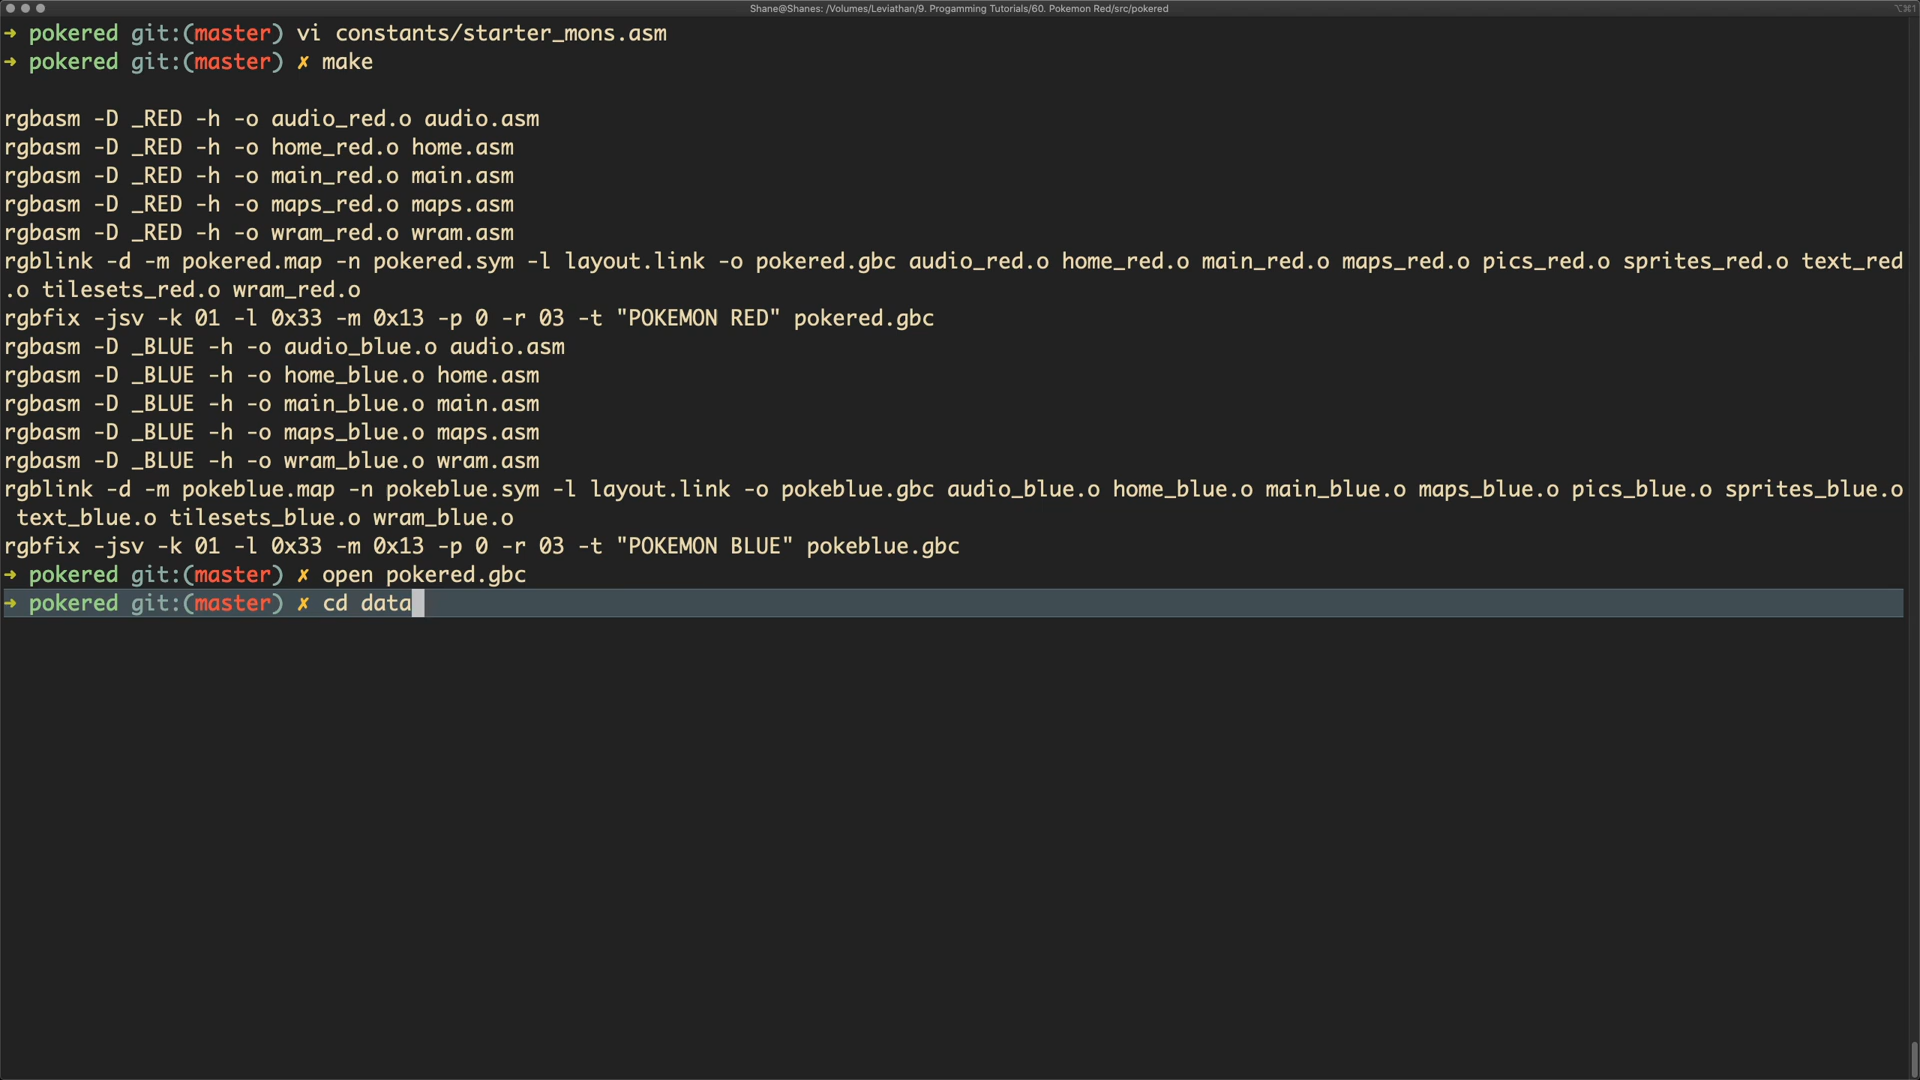 Shane@Shanes: /Volumes/Leviathan/9. Progamming Tutorials/60. Pokemon Red/src/pokered
⌥⌘1
➜ pokered git:(master) vi constants/starter_mons.asm
➜ pokered git:(master) ✗ make
rgbasm -D _RED -h -o audio_red.o audio.asm
rgbasm -D _RED -h -o home_red.o home.asm
rgbasm -D _RED -h -o main_red.o main.asm
rgbasm -D _RED -h -o maps_red.o maps.asm
rgbasm -D _RED -h -o wram_red.o wram.asm
rgblink -d -m pokered.map -n pokered.sym -l layout.link -o pokered.gbc audio_red.o home_red.o main_red.o maps_red.o pics_red.o sprites_red.o text_red
.o tilesets_red.o wram_red.o
rgbfix -jsv -k 01 -l 0x33 -m 0x13 -p 0 -r 03 -t "POKEMON RED" pokered.gbc
rgbasm -D _BLUE -h -o audio_blue.o audio.asm
rgbasm -D _BLUE -h -o home_blue.o home.asm
rgbasm -D _BLUE -h -o main_blue.o main.asm
rgbasm -D _BLUE -h -o maps_blue.o maps.asm
rgbasm -D _BLUE -h -o wram_blue.o wram.asm
rgblink -d -m pokeblue.map -n pokeblue.sym -l layout.link -o pokeblue.gbc audio_blue.o home_blue.o main_blue.o maps_blue.o pics_blue.o sprites_blue.o
text_blue.o tilesets_blue.o wram_blue.o
rgbfix -jsv -k 01 -l 0x33 -m 0x13 -p 0 -r 03 -t "POKEMON BLUE" pokeblue.gbc
➜ pokered git:(master) ✗ open pokered.gbc
➜ pokered git:(master) ✗ cd data